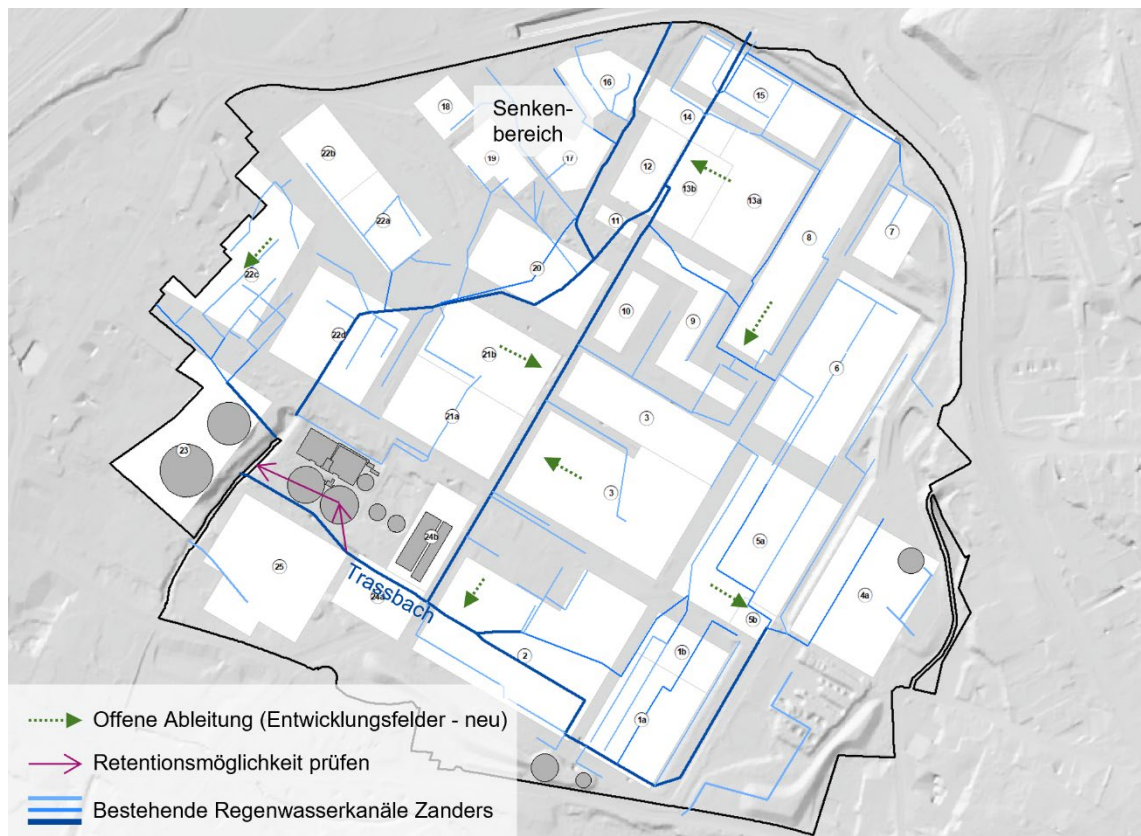 16
15
18
Senken-
bereich
14
22b
19
17
12
13b
13a
22a
11
8
7
22c
20
10
9
6
22d
21b
3
21a
3
23
24b
5a
25
Trassbach
24a
4a
5b
2
1b
1a
Offene Ableitung (Entwicklungsfelder - neu)
Retentionsmöglichkeit prüfen
Bestehende Regenwasserkanäle Zanders